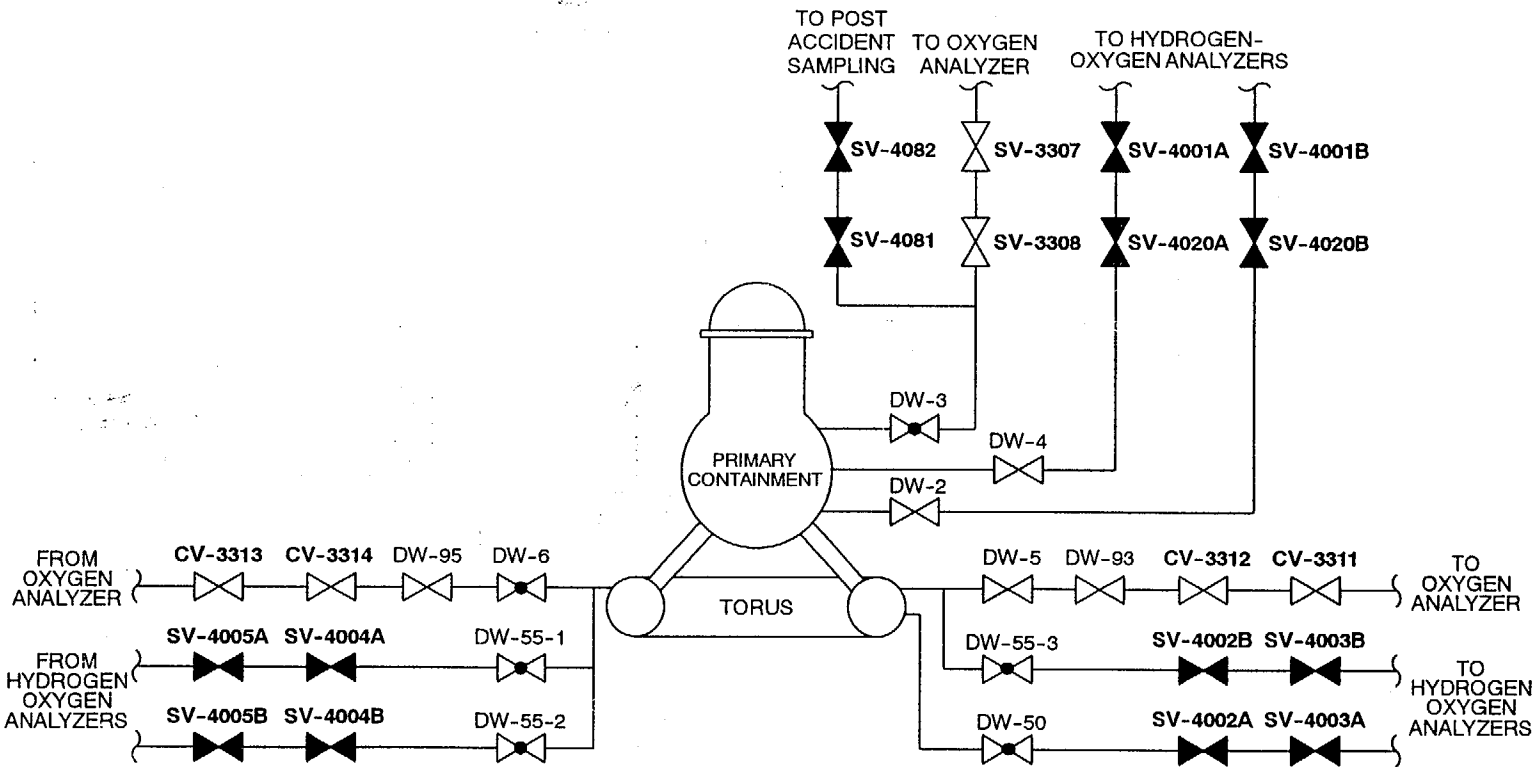 TO POST
ACCIDENT
SAMPLING
TO OXYGEN
ANALYZER
TO HYDROGEN-
OXYGEN ANALYZERS
SV-4082
SV-3307
SV-4001A
SV-4001B
SV-4081
SV-3308
SV-4020A
SV-4020B
DW-3
DW-4
PRIMARY
CONTAINMENT
DW-2
FROM
OXYGEN
ANALYZER
CV-3313
CV-3314
DW-95
DW-6
DW-5
DW-93
CV-3312
CV-3311
TO
OXYGEN
ANALYZER
TORUS
FROM
HYDROGEN
OXYGEN
ANALYZERS
SV-4005A
SV-4004A
DW-55-1
DW-55-3
SV-4002B
SV-4003B
TO
HYDROGEN
OXYGEN
ANALYZERS
SV-4005B
SV-4004B
DW-55-2
DW-50
SV-4002A
SV-4003A